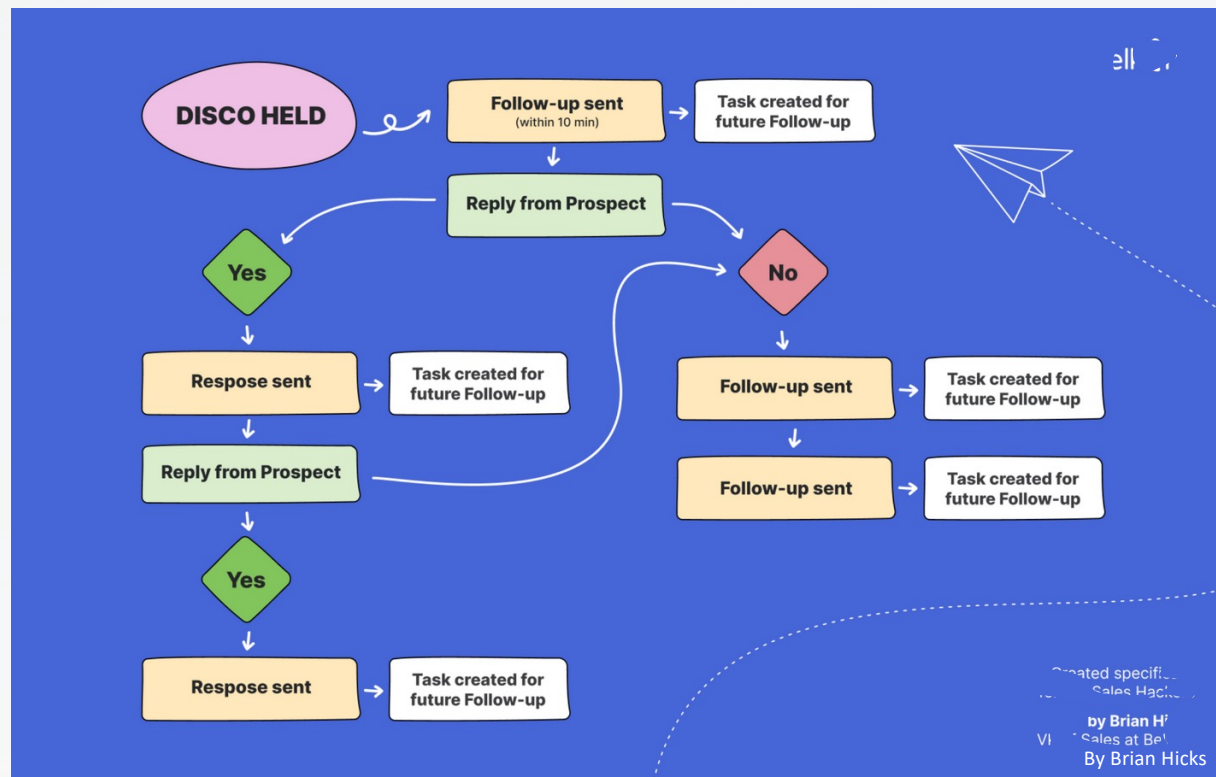 DISCO HELD
Follow-up sent
(within 10 min)
Task created for
future Follow-up
Reply from Prospect
Yes
No
Respose sent
Task created for
future Follow-up
Follow-up sent
Task created for
future Follow-up
Reply from Prospect
Follow-up sent
Task created for
future Follow-up
Yes
Respose sent
Task created for
future Follow-up
Sales
by Brian
Sales at
By Brian Hicks